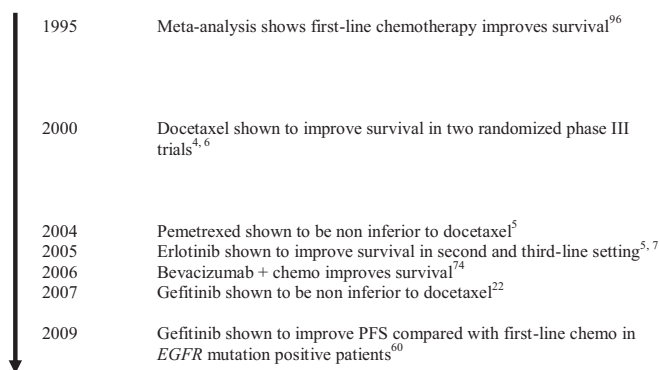 1995 Meta-analysis shows first-line chemotherapy improves survival96
2000 Docetaxel shown to improve survival in two randomized phase III
trials4, 6
2004 Pemetrexed shown to be non inferior to docetaxel5
2005 Erlotinib shown to improve survival in second and third-line setting5, 7
2006 Bevacizumab + chemo improves survival74
2007 Gefitinib shown to be non inferior to docetaxel22
2009 Gefitinib shown to improve PFS compared with first-line chemo in
EGFR mutation positive patients60